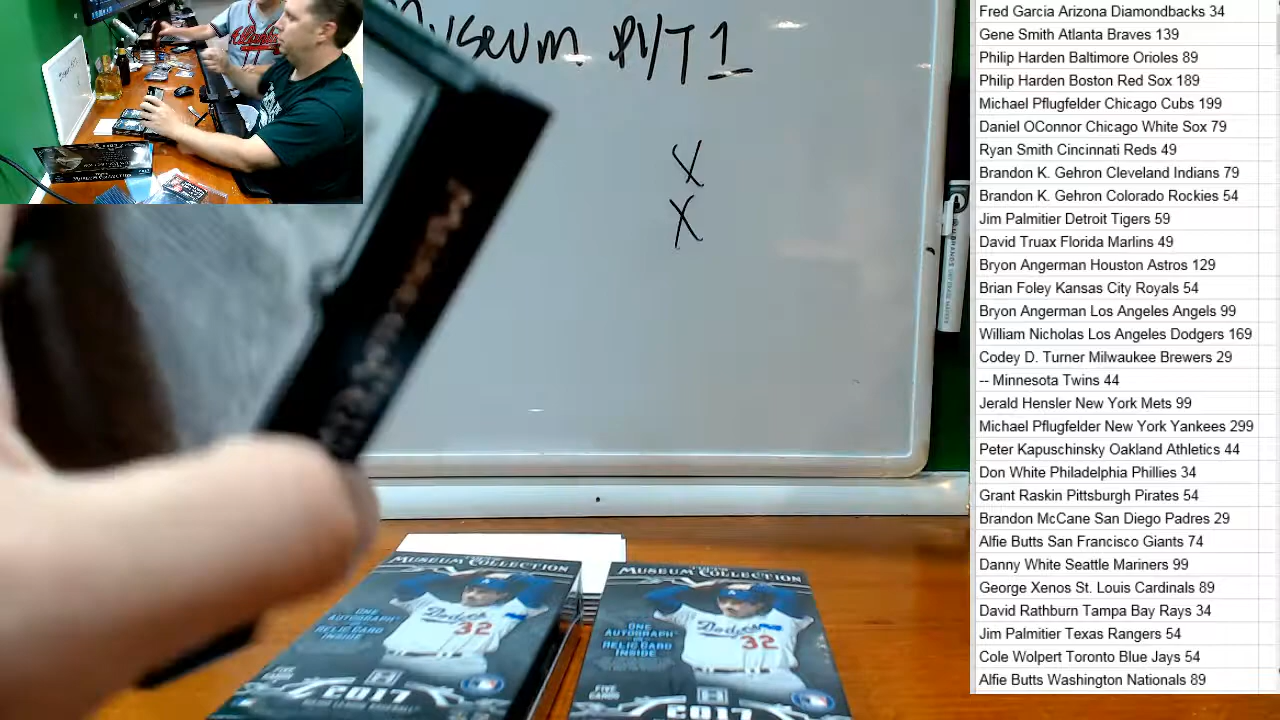 Museum PYT 1
X
X
MUSEUM COLLECTION
ONE
AUTOGRAPH
RELIC CARD
INSIDE
Dodgers
32
FIVE
CARDS
2017
MUSEUM COLLECTION
ONE
AUTOGRAPH
RELIC CARD
INSIDE
Dodgers
32
FIVE
CARDS
2017
Fred Garcia Arizona Diamondbacks 34
Gene Smith Atlanta Braves 139
Philip Harden Baltimore Orioles 89
Philip Harden Boston Red Sox 189
Michael Pflugfelder Chicago Cubs 199
Daniel OConnor Chicago White Sox 79
Ryan Smith Cincinnati Reds 49
Brandon K. Gehron Cleveland Indians 79
Brandon K. Gehron Colorado Rockies 54
Jim Palmitier Detroit Tigers 59
David Truax Florida Marlins 49
Bryon Angerman Houston Astros 129
Brian Foley Kansas City Royals 54
Bryon Angerman Los Angeles Angels 99
William Nicholas Los Angeles Dodgers 169
Codey D. Turner Milwaukee Brewers 29
-- Minnesota Twins 44
Jerald Hensler New York Mets 99
Michael Pflugfelder New York Yankees 299
Peter Kapuschinsky Oakland Athletics 44
Don White Philadelphia Phillies 34
Grant Raskin Pittsburgh Pirates 54
Brandon McCane San Diego Padres 29
Alfie Butts San Francisco Giants 74
Danny White Seattle Mariners 99
George Xenos St. Louis Cardinals 89
David Rathburn Tampa Bay Rays 34
Jim Palmitier Texas Rangers 54
Cole Wolpert Toronto Blue Jays 54
Alfie Butts Washington Nationals 89